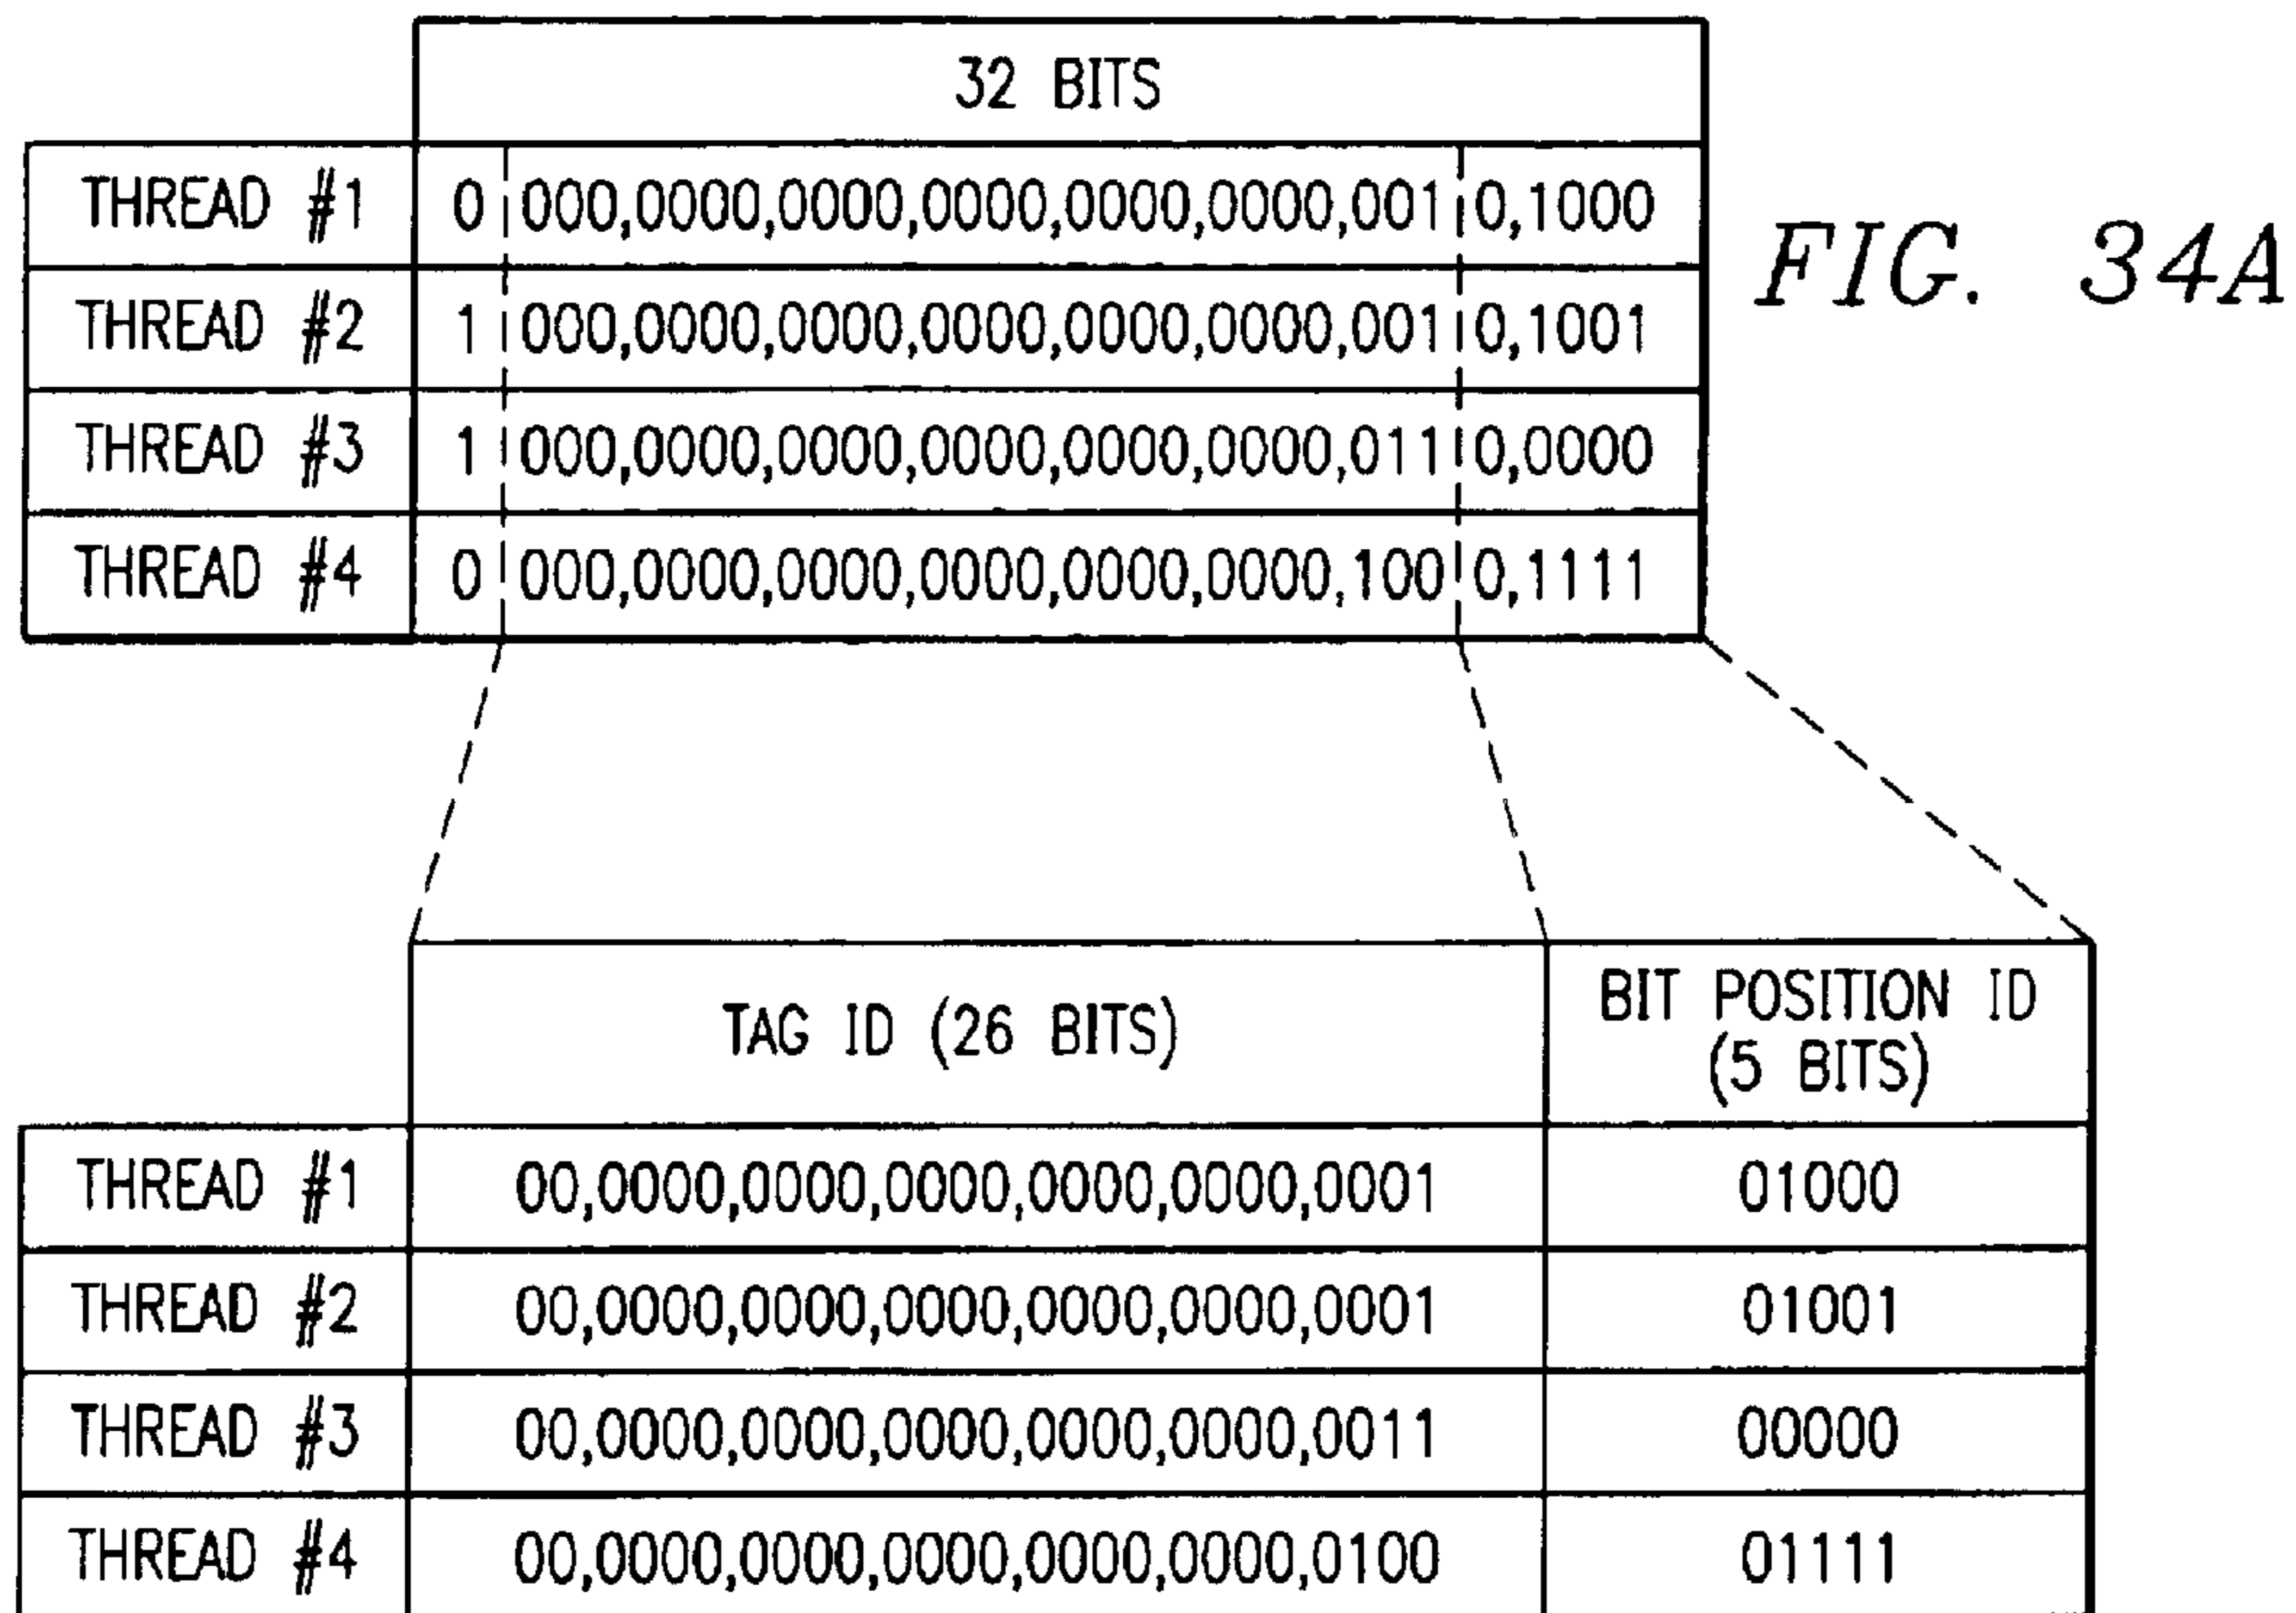 32 BITS
THREAD #1 0 000,0000,0000,0000,0000,0000,001 0,1000
THREAD #2 1 000,0000,0000,0000,0000,0000,001 0,1001
THREAD #3 1 000,0000,0000,0000,0000,0000,011 0,0000
THREAD #4 0 000,0000,0000,0000,0000,0000,100 0,1111
FIG. 34A
TAG ID (26 BITS)
BIT POSITION ID
(5 BITS)
THREAD #1 00,0000,0000,0000,0000,0000,0001 01000
THREAD #2 00,0000,0000,0000,0000,0000,0001 01001
THREAD #3 00,0000,0000,0000,0000,0000,0011 00000
THREAD #4 00,0000,0000,0000,0000,0000,0100 01111